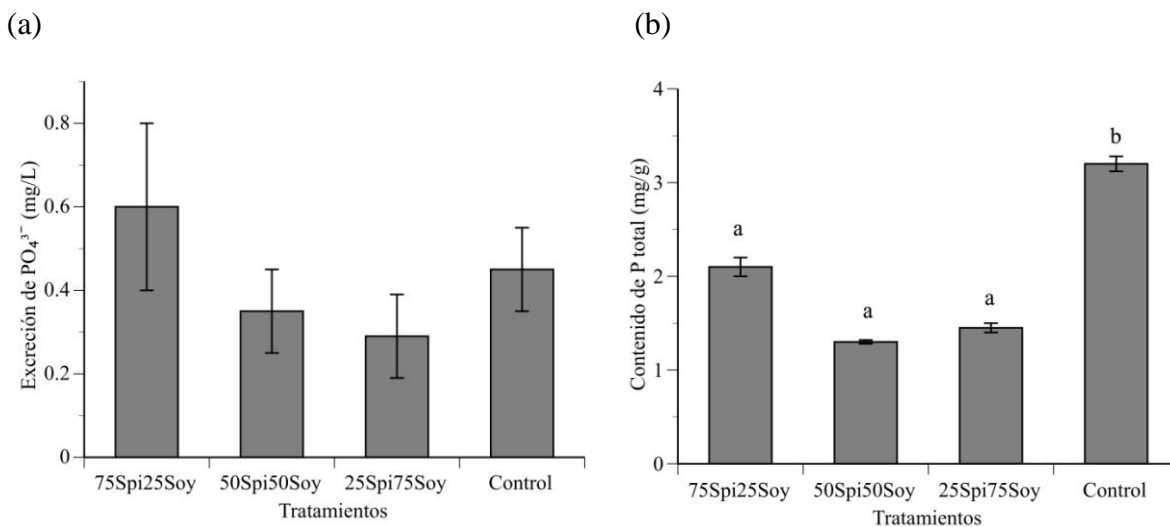 (a)
(b)
Excreción de PO₄³⁻ (mg/L)
0.8
0.6
0.4
0.2
0
75Spi25Soy 50Spi50Soy 25Spi75Soy Control
Tratamientos
Contenido de P total (mg/g)
4
3
2
1
0
a
a
a
b
75Spi25Soy 50Spi50Soy 25Spi75Soy Control
Tratamientos